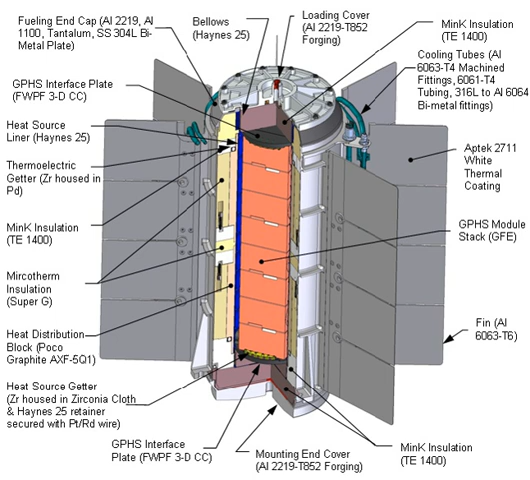 Fueling End Cap (Al 2219, Al
1100, Tantalum, SS 304L Bi-
Metal Plate)
Bellows
(Haynes 25)
Loading Cover
(Al 2219-T852
Forging)
MinK Insulation
(TE 1400)
Cooling Tubes (Al
6063-T4 Machined
Fittings, 6061-T4
Tubing, 316L to Al 6064
Bi-metal fittings)
GPHS Interface Plate
(FWPF 3-D CC)
Heat Source
Liner (Haynes 25)
Thermoelectric
Getter (Zr housed in
Pd)
MinK Insulation
(TE 1400)
Mircotherm
Insulation
(Super G)
Heat Distribution
Block (Poco
Graphite AXF-5Q1)
Heat Source Getter
(Zr housed in Zirconia Cloth
& Haynes 25 retainer
secured with Pt/Rd wire)
GPHS Interface
Plate (FWPF 3-D CC)
Mounting End Cover
(Al 2219-T852 Forging)
Aptek 2711
White
Thermal
Coating
GPHS Module
Stack (GFE)
Fin (Al
6063-T6)
MinK Insulation
(TE 1400)